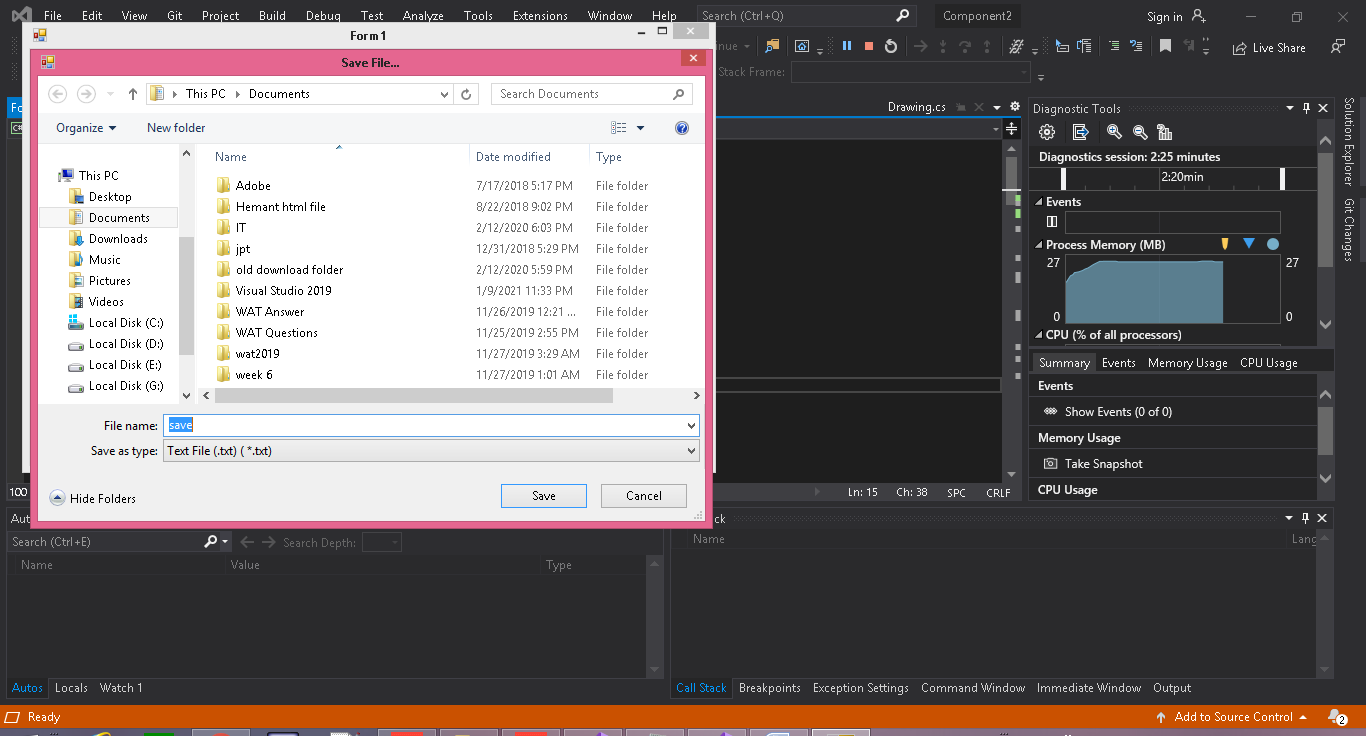 File Edit View Git Project Build Debug Test Analyze Tools Extensions Window Help Search (Ctrl+Q) Component2 Sign in
Form1
Save File...
Stack Frame: Live Share
This PC Documents Search Documents
Drawing.cs Diagnostic Tools
Organize New folder
Name Date modified Type
This PC
Desktop
Documents
Downloads
Music
Pictures
Videos
Local Disk (C:)
Local Disk (D:)
Local Disk (E:)
Local Disk (G:)
Adobe 7/17/2018 5:17 PM File folder
Hemant html file 8/22/2018 9:02 PM File folder
IT 2/12/2020 6:03 PM File folder
jpt 12/31/2018 5:29 PM File folder
old download folder 2/12/2020 5:59 PM File folder
Visual Studio 2019 1/9/2021 11:33 PM File folder
WAT Answer 11/26/2019 12:21 ... File folder
WAT Questions 11/25/2019 2:55 PM File folder
wat2019 11/27/2019 3:29 AM File folder
week 6 11/27/2019 1:01 AM File folder
File name: save
Save as type: Text File (.txt) ( *.txt)
Hide Folders Save Cancel
Diagnostics session: 2:25 minutes
2:20min
Events
Process Memory (MB)
27 27
0 0
CPU (% of all processors)
Summary Events Memory Usage CPU Usage
Events
Show Events (0 of 0)
Memory Usage
Take Snapshot
CPU Usage
Solution Explorer
Git Changes
100 Ln: 15 Ch: 38 SPC CRLF
Search (Ctrl+E) Search Depth:
Name Value Type
Name Lang
Autos Locals Watch 1
Call Stack Breakpoints Exception Settings Command Window Immediate Window Output
Ready Add to Source Control 2